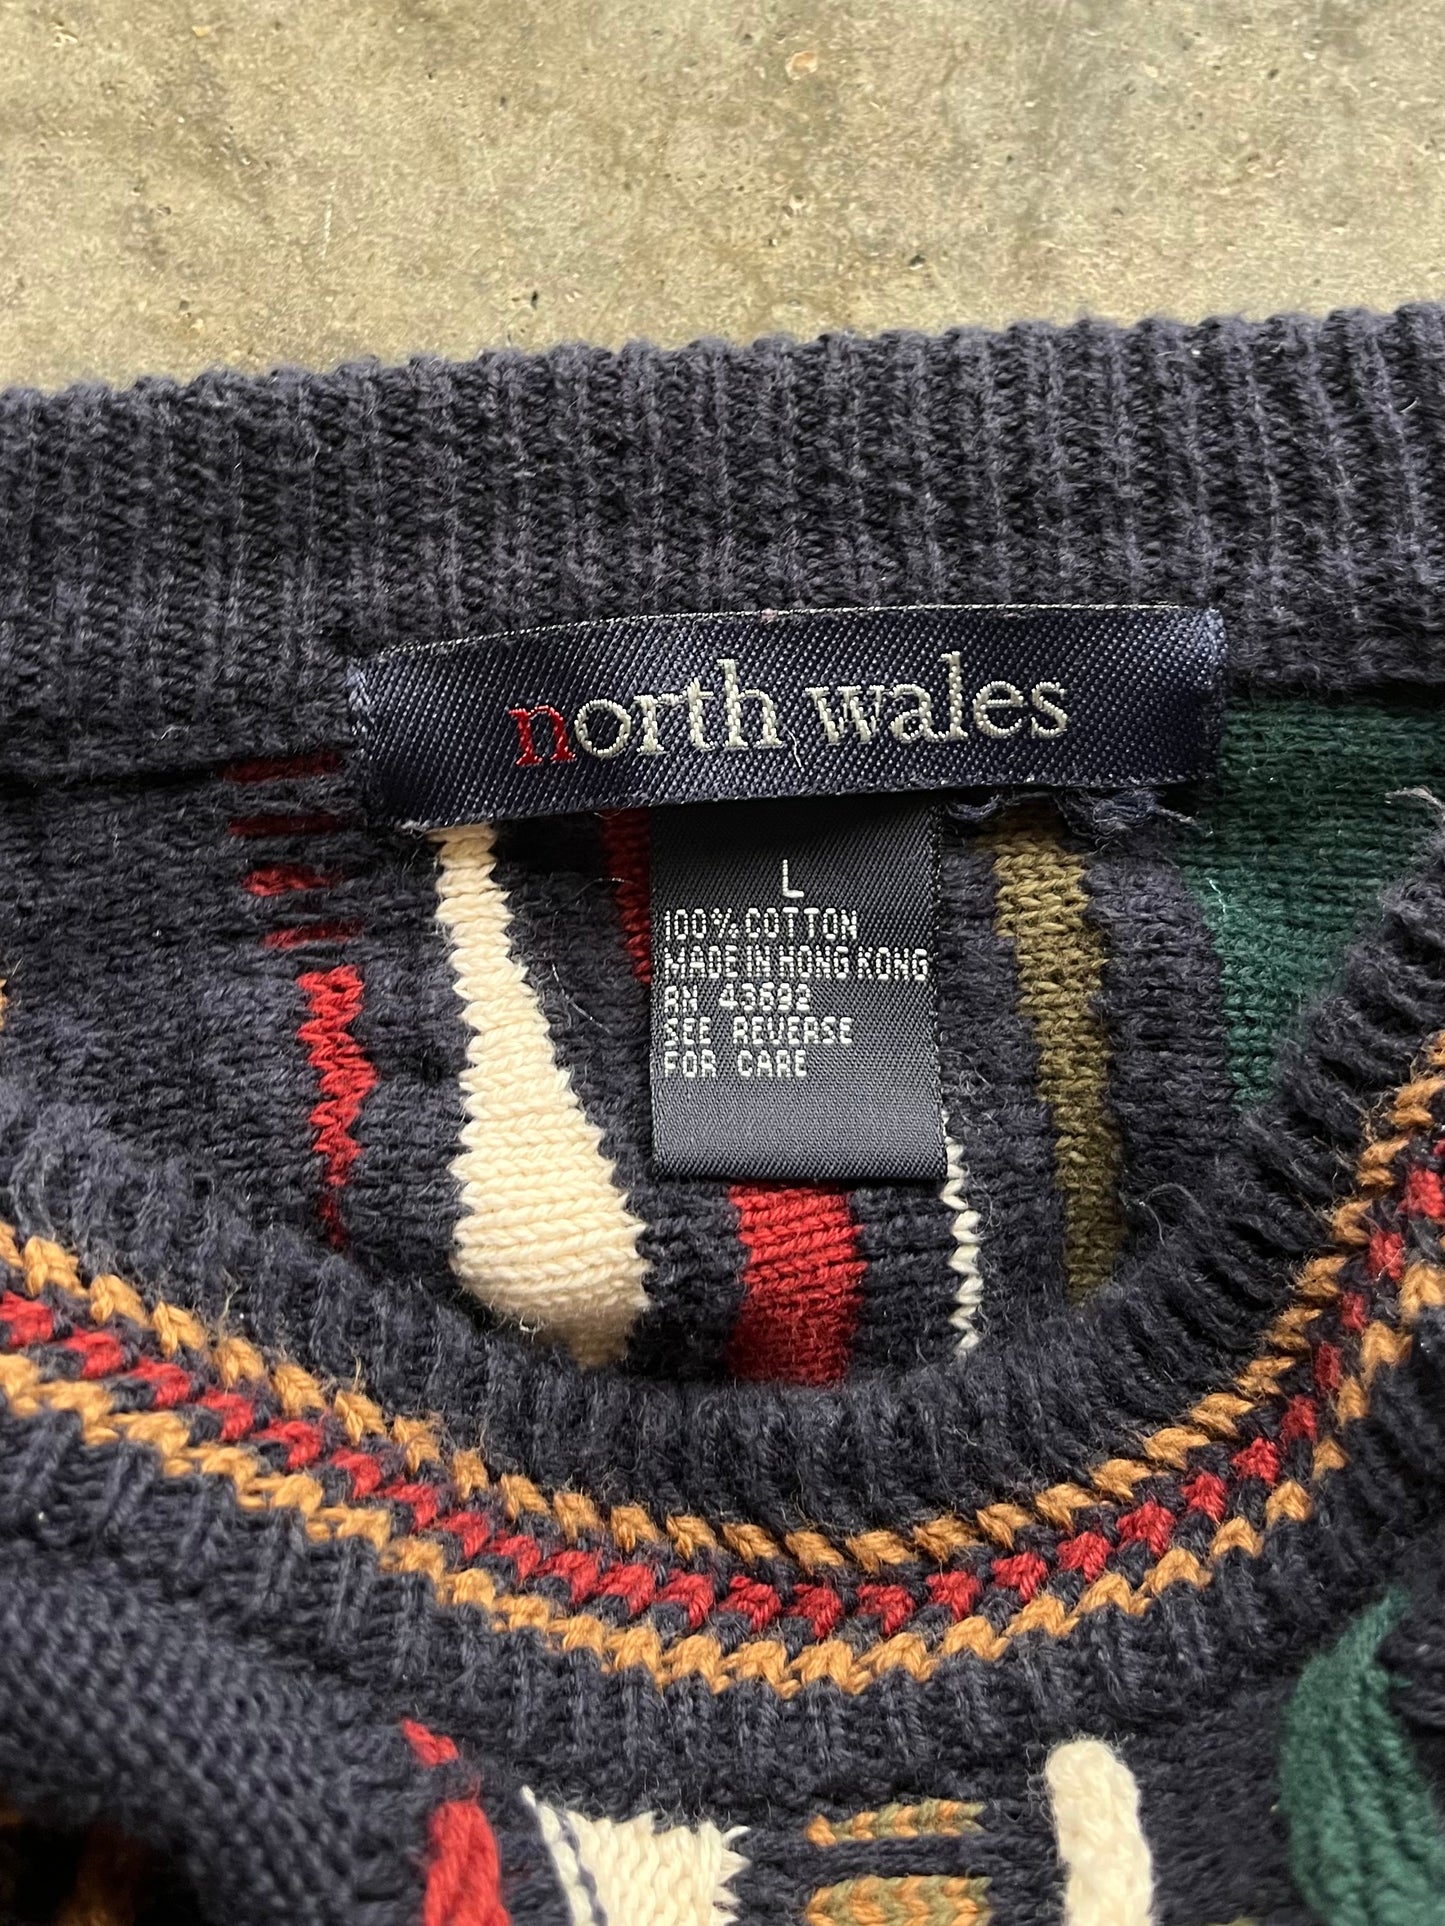 north wales
L
100% COTTON
MADE IN HONG KONG
RN 43692
SEE REVERSE
FOR CARE